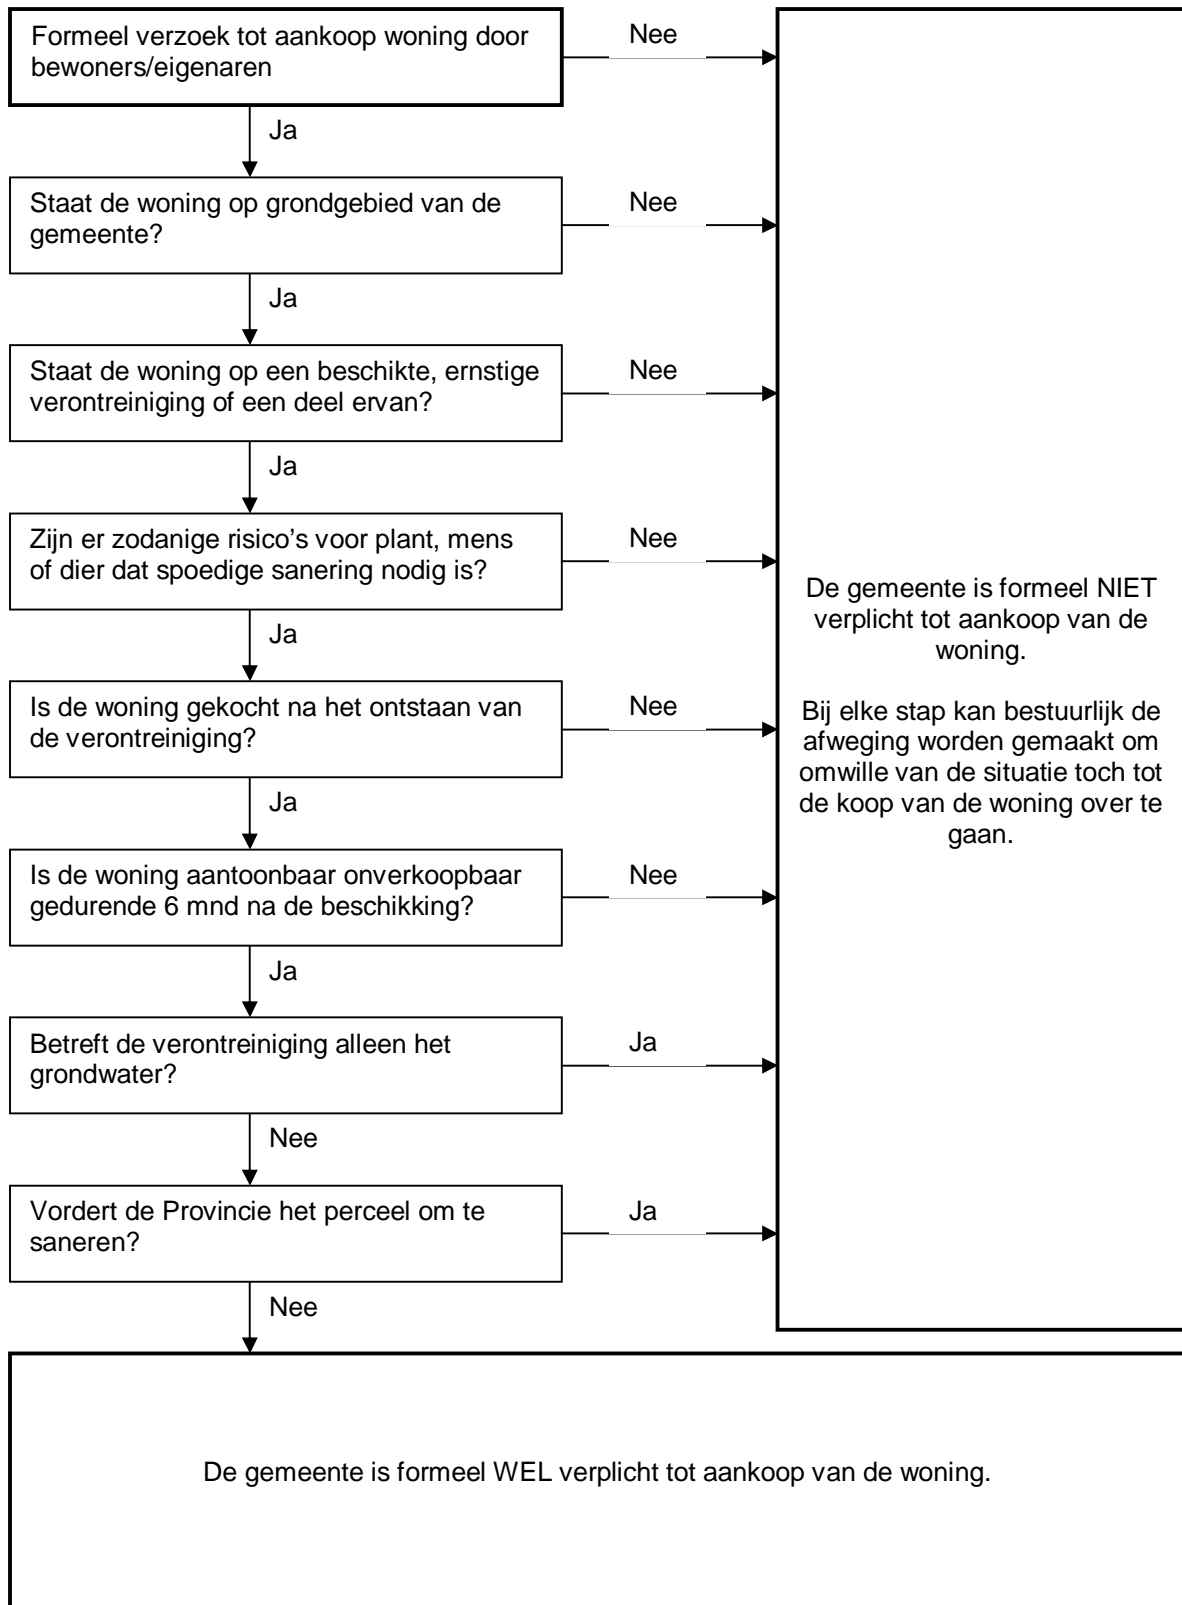 Formeel verzoek tot aankoop woning door
bewoners/eigenaren
Nee
Ja
Staat de woning op grondgebied van de
gemeente?
Nee
Ja
Staat de woning op een beschikte, ernstige
verontreiniging of een deel ervan?
Nee
Ja
Zijn er zodanige risico's voor plant, mens
of dier dat spoedige sanering nodig is?
Nee
Ja
Is de woning gekocht na het ontstaan van
de verontreiniging?
Nee
Ja
Is de woning aantoonbaar onverkoopbaar
gedurende 6 mnd na de beschikking?
Nee
Ja
Betreft de verontreiniging alleen het
grondwater?
Ja
Nee
Vordert de Provincie het perceel om te
saneren?
Ja
Nee
De gemeente is formeel NIET
verplicht tot aankoop van de
woning.
Bij elke stap kan bestuurlijk de
afweging worden gemaakt om
omwille van de situatie toch tot
de koop van de woning over te
gaan.
De gemeente is formeel WEL verplicht tot aankoop van de woning.